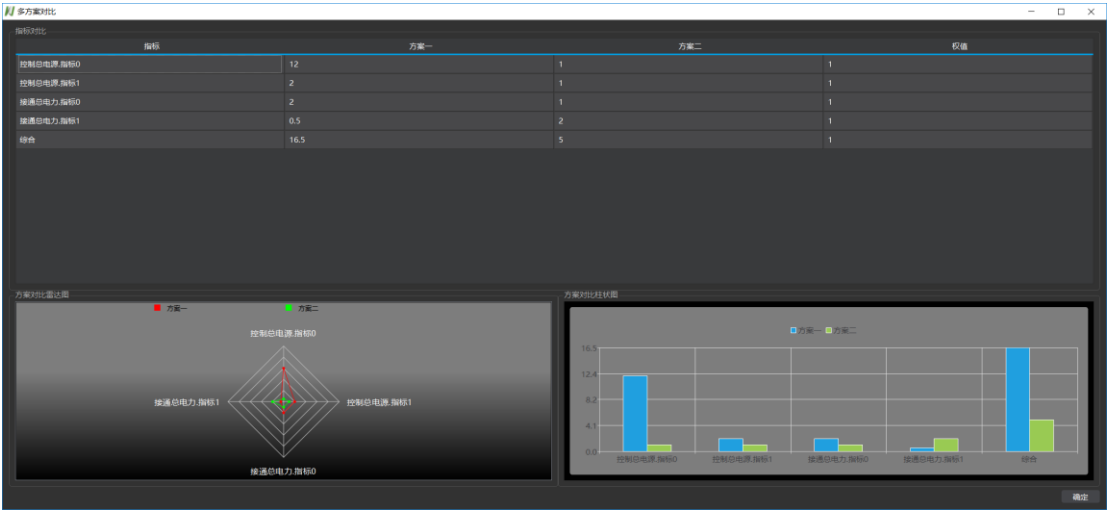 多方案对比
指标对比
指标 方案一 方案二 权值
控制总电源.指标0 12 1 1
控制总电源.指标1 2 1 1
接通总电力.指标0 2 1 1
接通总电力.指标1 0.5 2 1
综合 16.5 5 1
方案对比雷达图
方案一 方案二
控制总电源.指标0
接通总电力.指标1 控制总电源.指标1
接通总电力.指标0
方案对比柱状图
方案一 方案二
16.5
12.4
8.2
4.1
0.0
控制总电源.指标0 控制总电源.指标1 接通总电力.指标0 接通总电力.指标1 综合
确定